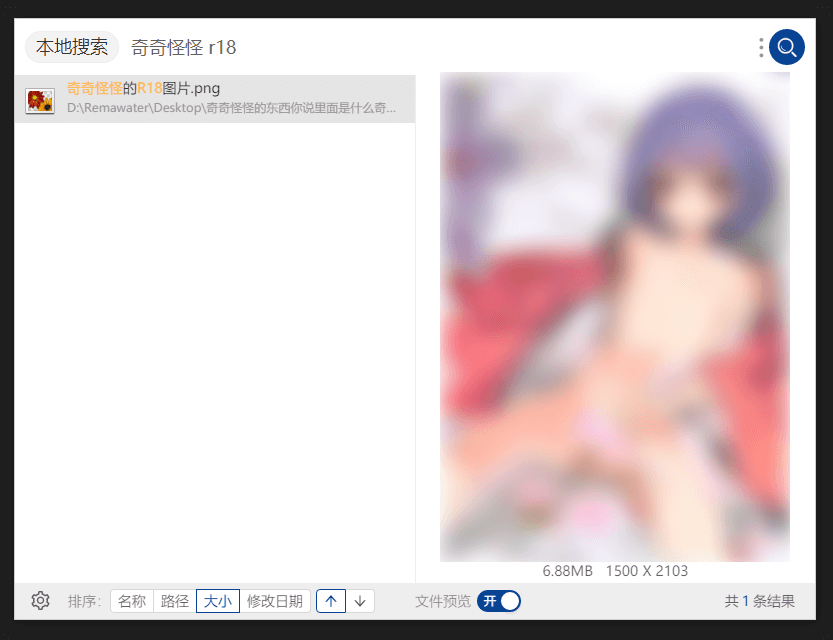 本地搜索 奇奇怪怪 r18
奇奇怪怪的R18图片.png
D:\Remawater\Desktop\奇奇怪怪的东西你说里面是什么奇...
6.88MB 1500 X 2103
排序: 名称 路径 大小 修改日期 文件预览 开 共 1 条结果